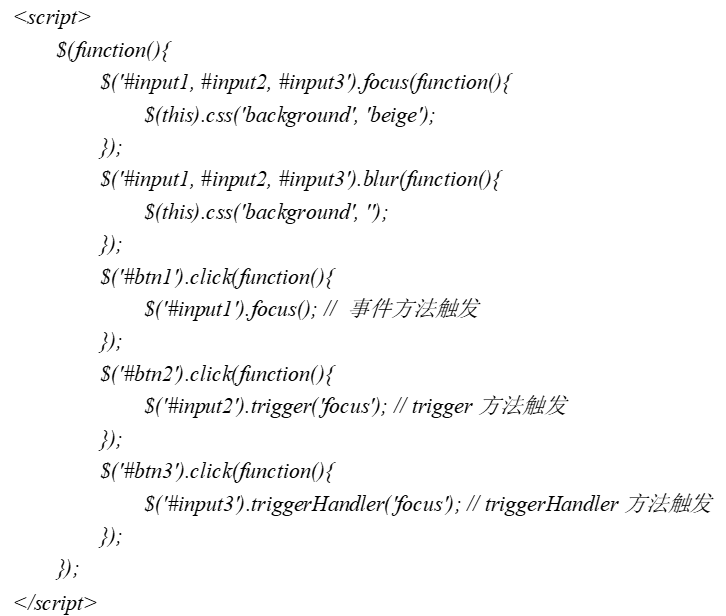 <script>
$(function(){
$('#input1, #input2, #input3').focus(function(){
$(this).css('background', 'beige');
});
$('#input1, #input2, #input3').blur(function(){
$(this).css('background', '');
});
$('#btn1').click(function(){
$('#input1').focus(); // 事件方法触发
});
$('#btn2').click(function(){
$('#input2').trigger('focus'); // trigger 方法触发
});
$('#btn3').click(function(){
$('#input3').triggerHandler('focus'); // triggerHandler 方法触发
});
});
</script>